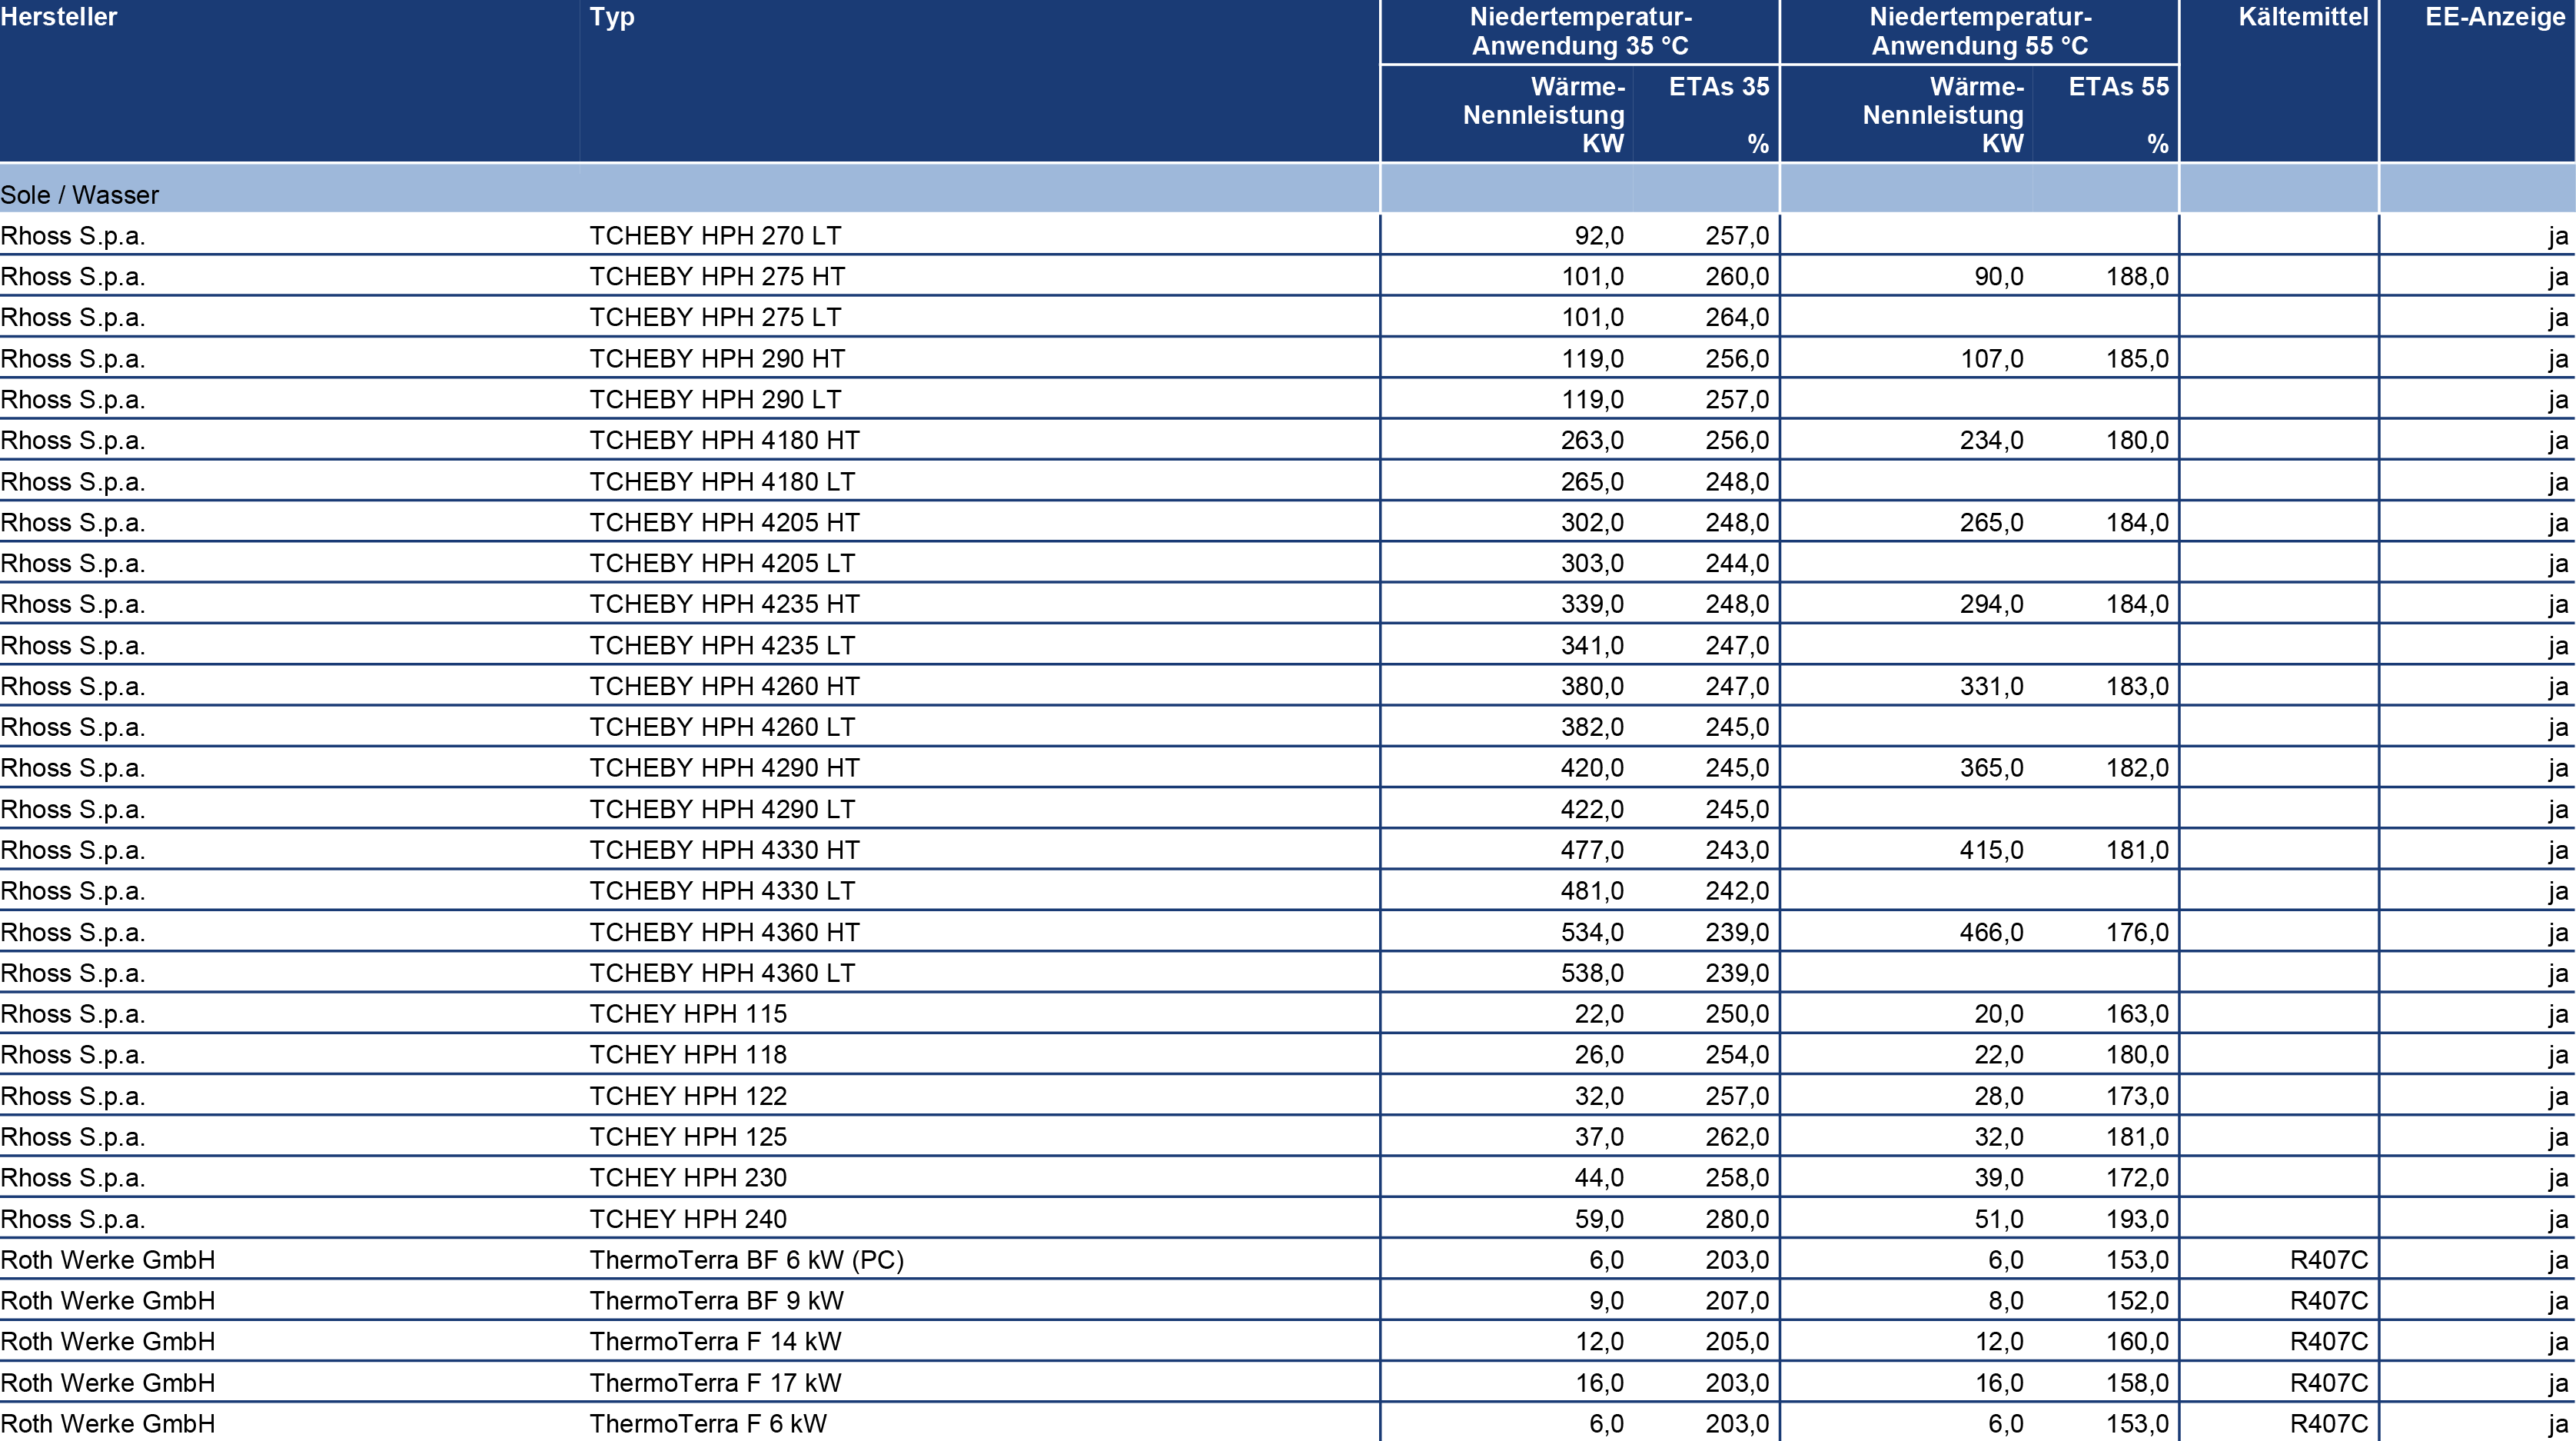 Hersteller Typ Niedertemperatur- Niedertemperatur- Kältemittel EE-Anzeige
Anwendung 35 °C Anwendung 55 °C
Wärme- ETAs 35 Wärme- ETAs 55
Nennleistung Nennleistung
KW % KW %
Sole / Wasser
Rhoss S.p.a. TCHEBY HPH 270 LT 92,0 257,0 ja
Rhoss S.p.a. TCHEBY HPH 275 HT 101,0 260,0 90,0 188,0 ja
Rhoss S.p.a. TCHEBY HPH 275 LT 101,0 264,0 ja
Rhoss S.p.a. TCHEBY HPH 290 HT 119,0 256,0 107,0 185,0 ja
Rhoss S.p.a. TCHEBY HPH 290 LT 119,0 257,0 ja
Rhoss S.p.a. TCHEBY HPH 4180 HT 263,0 256,0 234,0 180,0 ja
Rhoss S.p.a. TCHEBY HPH 4180 LT 265,0 248,0 ja
Rhoss S.p.a. TCHEBY HPH 4205 HT 302,0 248,0 265,0 184,0 ja
Rhoss S.p.a. TCHEBY HPH 4205 LT 303,0 244,0 ja
Rhoss S.p.a. TCHEBY HPH 4235 HT 339,0 248,0 294,0 184,0 ja
Rhoss S.p.a. TCHEBY HPH 4235 LT 341,0 247,0 ja
Rhoss S.p.a. TCHEBY HPH 4260 HT 380,0 247,0 331,0 183,0 ja
Rhoss S.p.a. TCHEBY HPH 4260 LT 382,0 245,0 ja
Rhoss S.p.a. TCHEBY HPH 4290 HT 420,0 245,0 365,0 182,0 ja
Rhoss S.p.a. TCHEBY HPH 4290 LT 422,0 245,0 ja
Rhoss S.p.a. TCHEBY HPH 4330 HT 477,0 243,0 415,0 181,0 ja
Rhoss S.p.a. TCHEBY HPH 4330 LT 481,0 242,0 ja
Rhoss S.p.a. TCHEBY HPH 4360 HT 534,0 239,0 466,0 176,0 ja
Rhoss S.p.a. TCHEBY HPH 4360 LT 538,0 239,0 ja
Rhoss S.p.a. TCHEY HPH 115 22,0 250,0 20,0 163,0 ja
Rhoss S.p.a. TCHEY HPH 118 26,0 254,0 22,0 180,0 ja
Rhoss S.p.a. TCHEY HPH 122 32,0 257,0 28,0 173,0 ja
Rhoss S.p.a. TCHEY HPH 125 37,0 262,0 32,0 181,0 ja
Rhoss S.p.a. TCHEY HPH 230 44,0 258,0 39,0 172,0 ja
Rhoss S.p.a. TCHEY HPH 240 59,0 280,0 51,0 193,0 ja
Roth Werke GmbH ThermoTerra BF 6 kW (PC) 6,0 203,0 6,0 153,0 R407C ja
Roth Werke GmbH ThermoTerra BF 9 kW 9,0 207,0 8,0 152,0 R407C ja
Roth Werke GmbH ThermoTerra F 14 kW 12,0 205,0 12,0 160,0 R407C ja
Roth Werke GmbH ThermoTerra F 17 kW 16,0 203,0 16,0 158,0 R407C ja
Roth Werke GmbH ThermoTerra F 6 kW 6,0 203,0 6,0 153,0 R407C ja